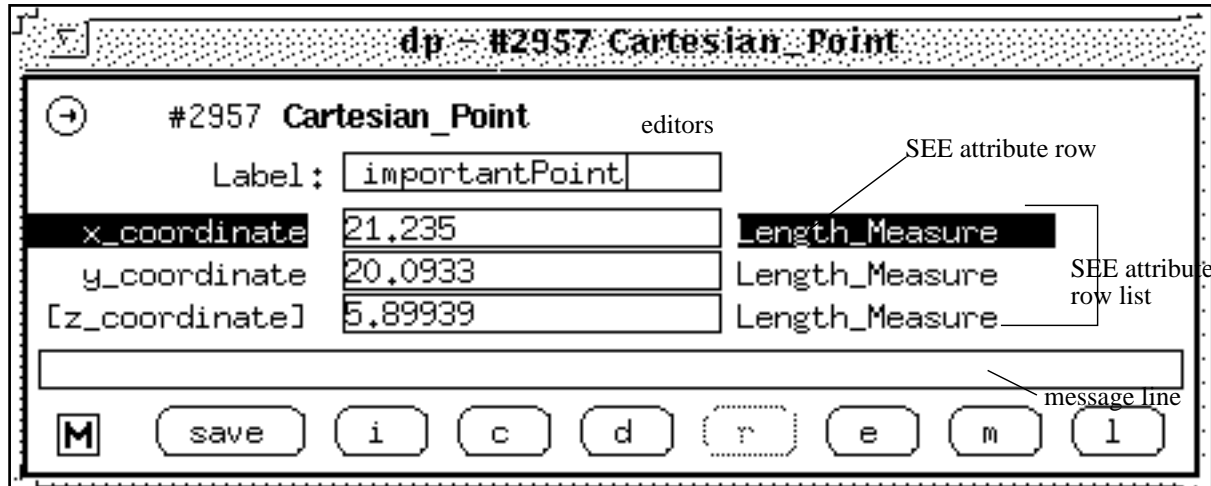 dp - #2957 Cartesian_Point
#2957 Cartesian_Point
editors
SEE attribute row
Label: importantPoint
x_coordinate 21.235 Length_Measure
y_coordinate 20.0933 Length_Measure
SEE attribute
row list
[z_coordinate] 5.89939 Length_Measure
message line
M save i c d r e m l